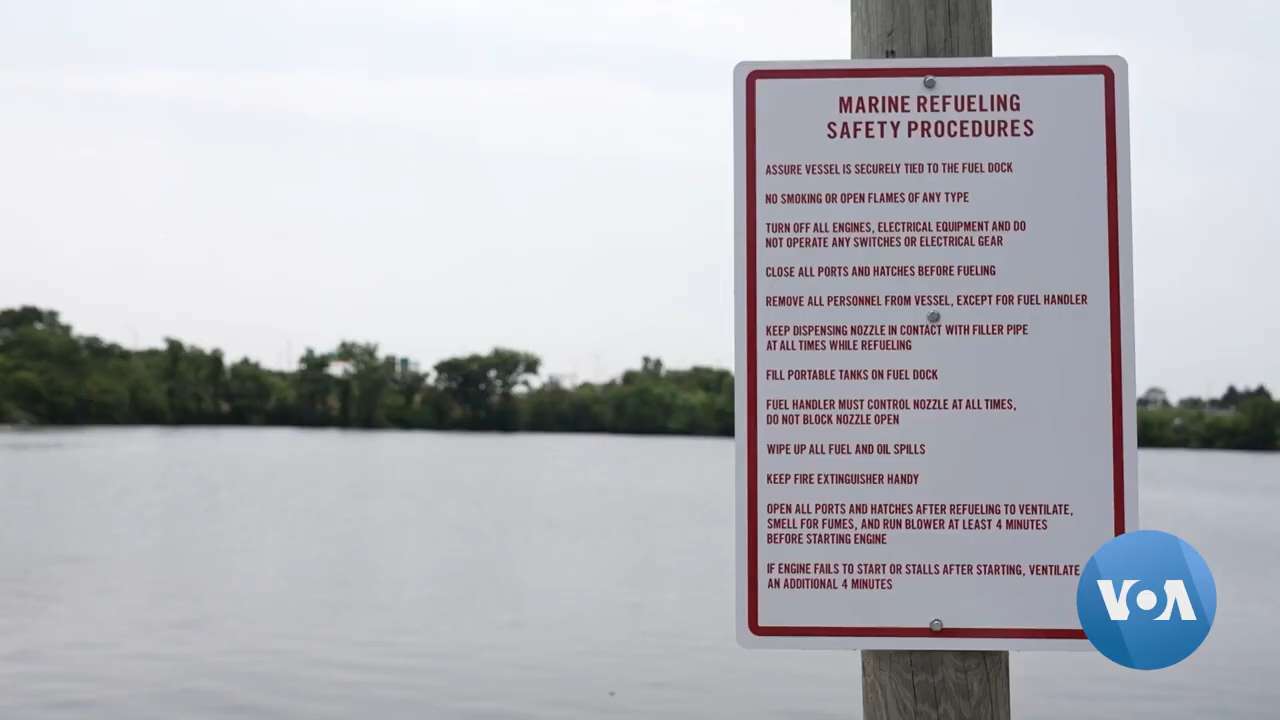 MARINE REFUELING
SAFETY PROCEDURES
ASSURE VESSEL IS SECURELY TIED TO THE FUEL DOCK
NO SMOKING OR OPEN FLAMES OF ANY TYPE
TURN OFF ALL ENGINES, ELECTRICAL EQUIPMENT AND DO
NOT OPERATE ANY SWITCHES OR ELECTRICAL GEAR
CLOSE ALL PORTS AND HATCHES BEFORE FUELING
REMOVE ALL PERSONNEL FROM VESSEL, EXCEPT FOR FUEL HANDLER
KEEP DISPENSING NOZZLE IN CONTACT WITH FILLER PIPE
AT ALL TIMES WHILE REFUELING
FILL PORTABLE TANKS ON FUEL DOCK
FUEL HANDLER MUST CONTROL NOZZLE AT ALL TIMES,
DO NOT BLOCK NOZZLE OPEN
WIPE UP ALL FUEL AND OIL SPILLS
KEEP FIRE EXTINGUISHER HANDY
OPEN ALL PORTS AND HATCHES AFTER REFUELING TO VENTILATE,
SMELL FOR FUMES, AND RUN BLOWER AT LEAST 4 MINUTES
BEFORE STARTING ENGINE
IF ENGINE FAILS TO START OR STALLS AFTER STARTING, VENTILATE
AN ADDITIONAL 4 MINUTES
VOA